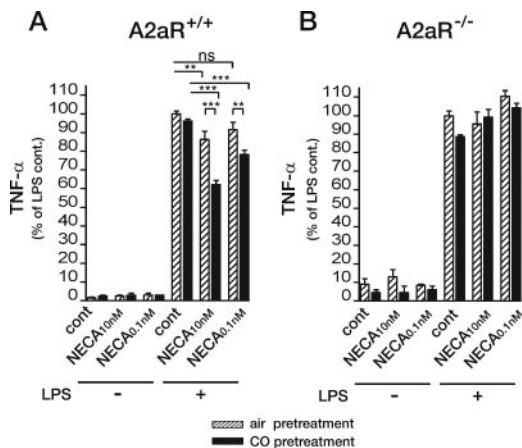 A
A2aR+/+
TNF-α
(% of LPS cont.)
100
90
80
70
60
50
40
30
20
10
0
ns
**
***
***
***
**
cont
NECA10nM
NECA0.1nM
cont
NECA10nM
NECA0.1nM
LPS - +
B
A2aR-/-
TNF-α
(% of LPS cont.)
110
100
90
80
70
60
50
40
30
20
10
0
cont
NECA10nM
NECA0.1nM
cont
NECA10nM
NECA0.1nM
LPS - +
air pretreatment
CO pretreatment